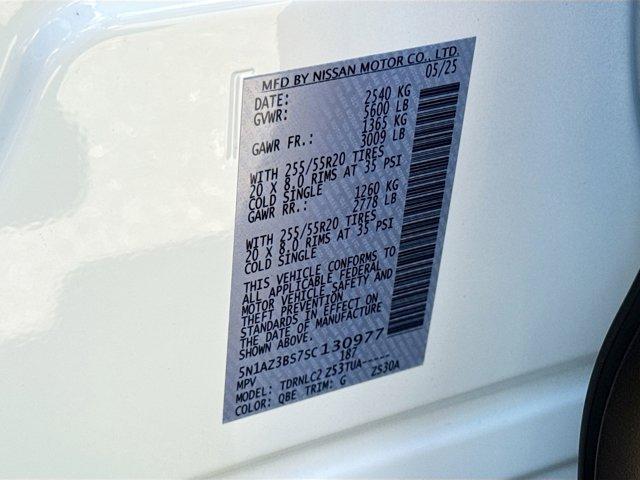 MFD BY NISSAN MOTOR CO., LTD.
DATE: 05/25
GVWR: 2540 KG
5600 LB
GAWR FR.: 1365 KG
3009 LB
WITH 255/55R20 TIRES
20 X 8.0 RIMS AT 35 PSI
COLD SINGLE
GAWR RR.: 1260 KG
2778 LB
WITH 255/55R20 TIRES
20 X 8.0 RIMS AT 35 PSI
COLD SINGLE
THIS VEHICLE CONFORMS TO
ALL APPLICABLE FEDERAL
MOTOR VEHICLE SAFETY AND
THEFT PREVENTION
STANDARDS IN EFFECT ON
THE DATE OF MANUFACTURE
SHOWN ABOVE.
5N1AZ3BS7SC130977
MPV 187
MODEL: TDRNLC2 Z53TUA-----
COLOR: QBE TRIM: G ZS30A